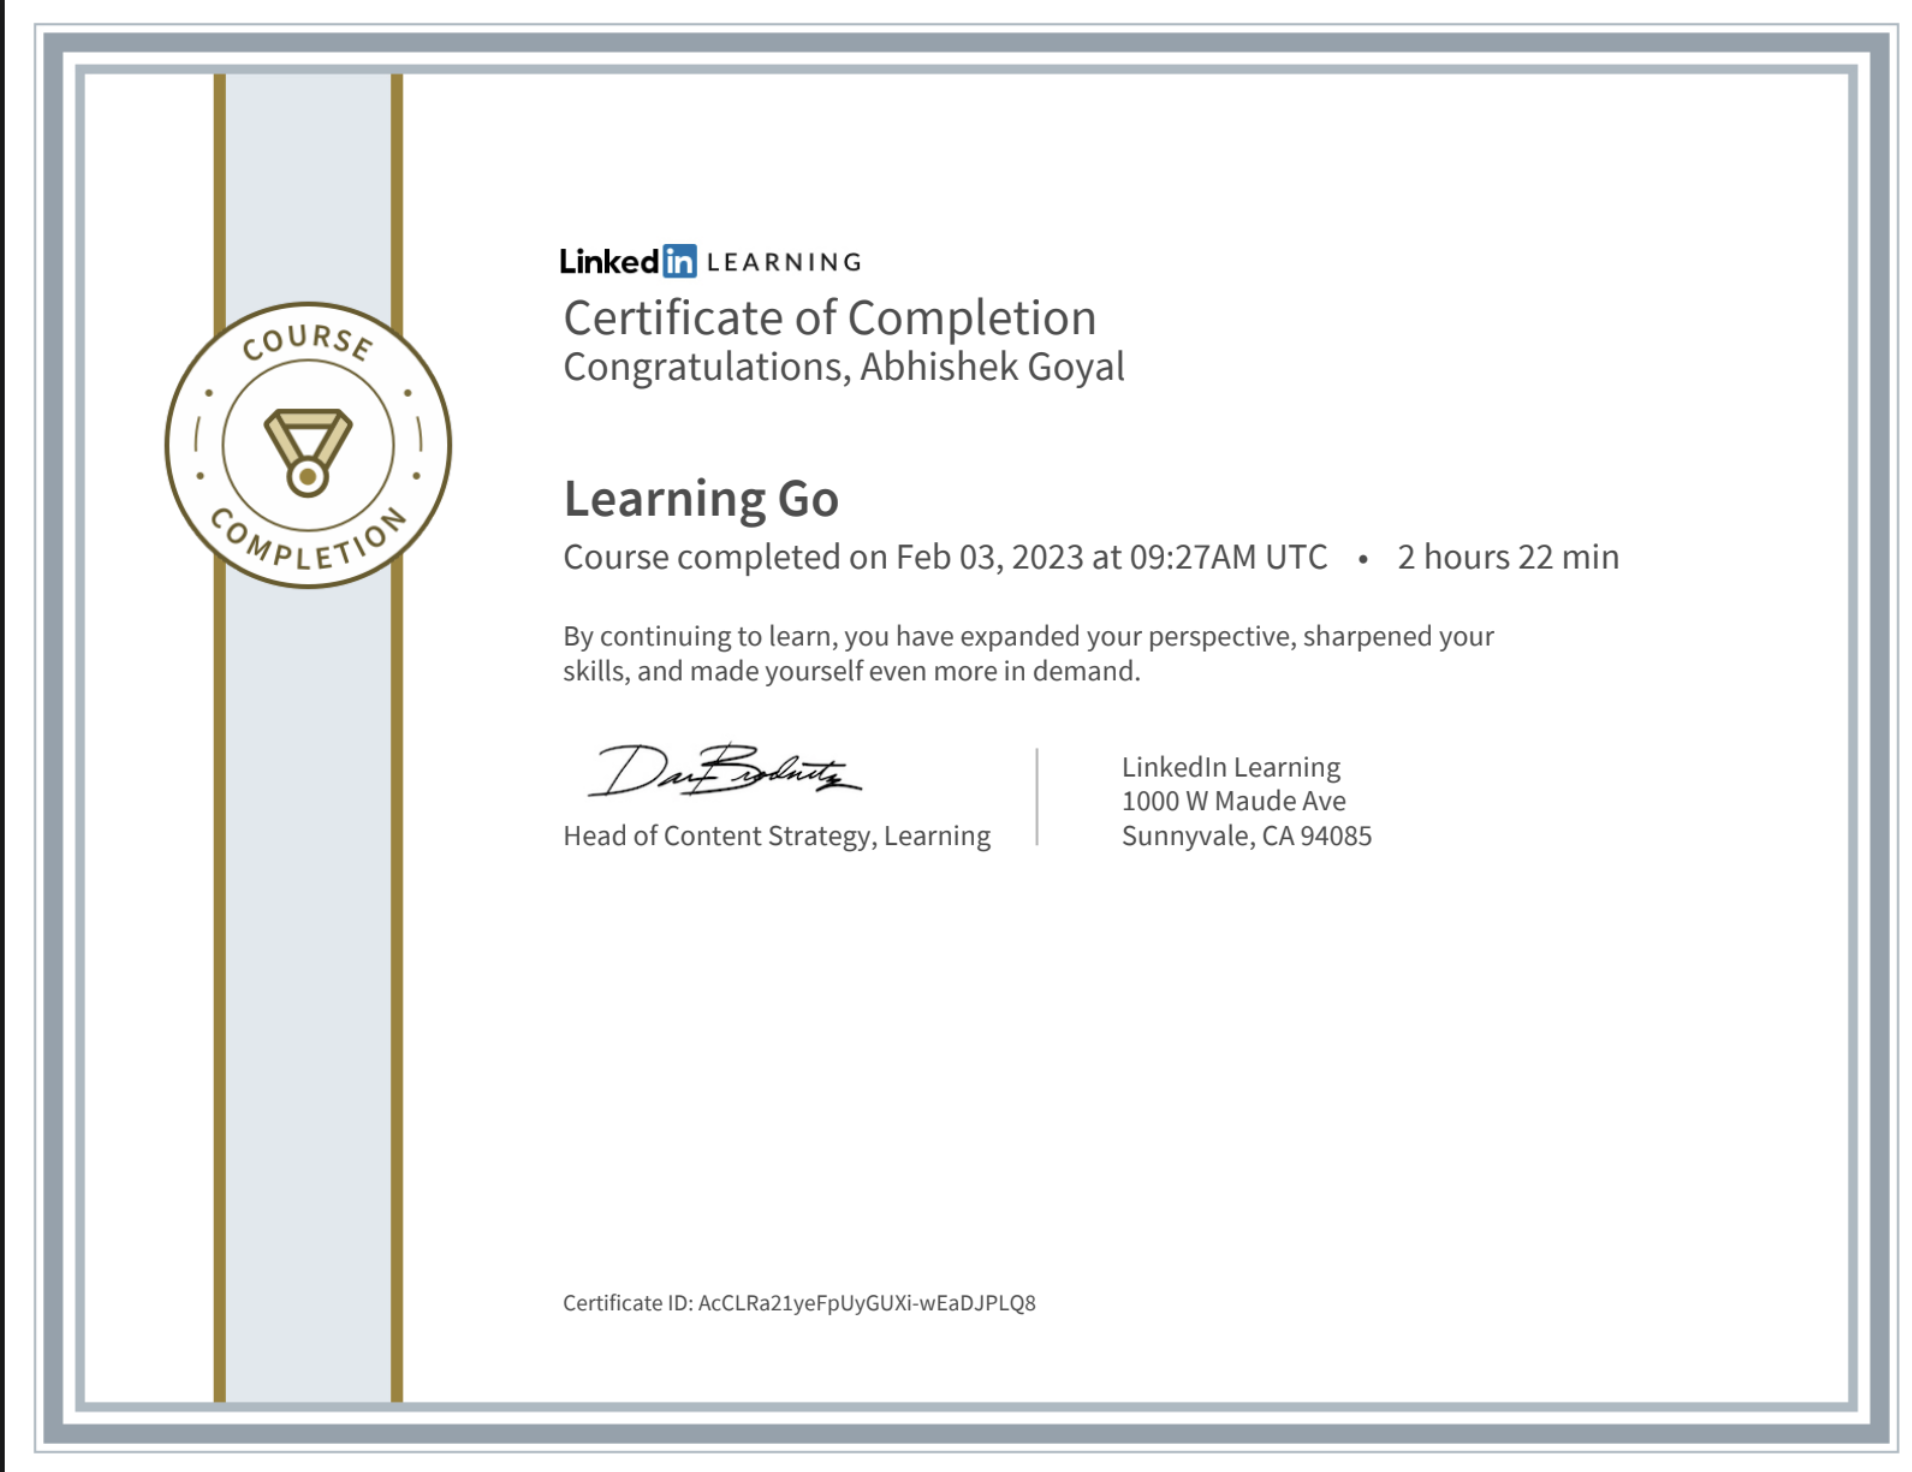 COURSE
COMPLETION
Linked in LEARNING
Certificate of Completion
Congratulations, Abhishek Goyal
Learning Go
Course completed on Feb 03, 2023 at 09:27AM UTC • 2 hours 22 min
By continuing to learn, you have expanded your perspective, sharpened your
skills, and made yourself even more in demand.
Head of Content Strategy, Learning
LinkedIn Learning
1000 W Maude Ave
Sunnyvale, CA 94085
Certificate ID: AcCLRa21yeFpUyGUXi-wEaDJPLQ8